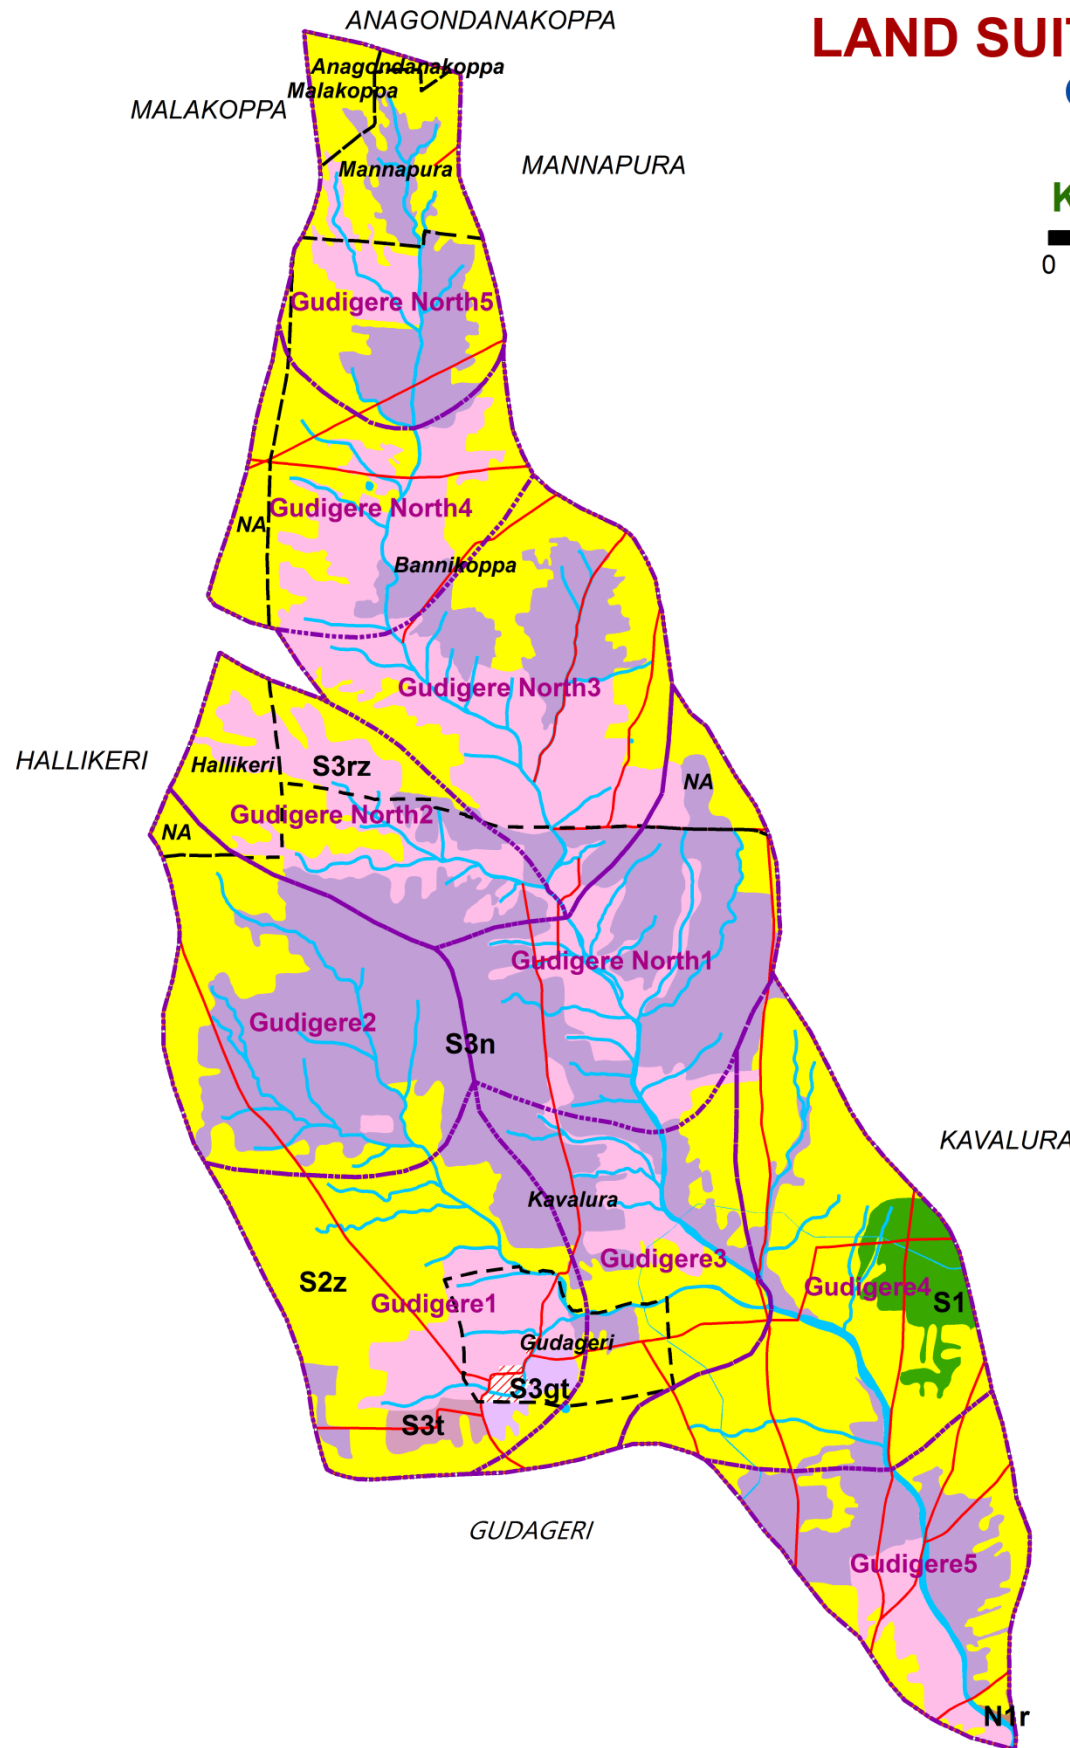 ANAGONDANAKOPPA
LAND SUI
Anagondanakoppa
Malakoppa
MALAKOPPA
Mannapura
MANNAPURA
K
0
Gudigere North5
Gudigere North4
NA
Bannikoppa
Gudigere North3
HALLIKERI
Hallikeri
S3rz
NA
Gudigere North2
NA
Gudigere North1
Gudigere2
S3n
KAVALURA
Kavalura
Gudigere3
S2z
Gudigere1
Gudigere4
S1
Gudageri
S3gt
S3t
GUDAGERI
Gudigere5
N1r